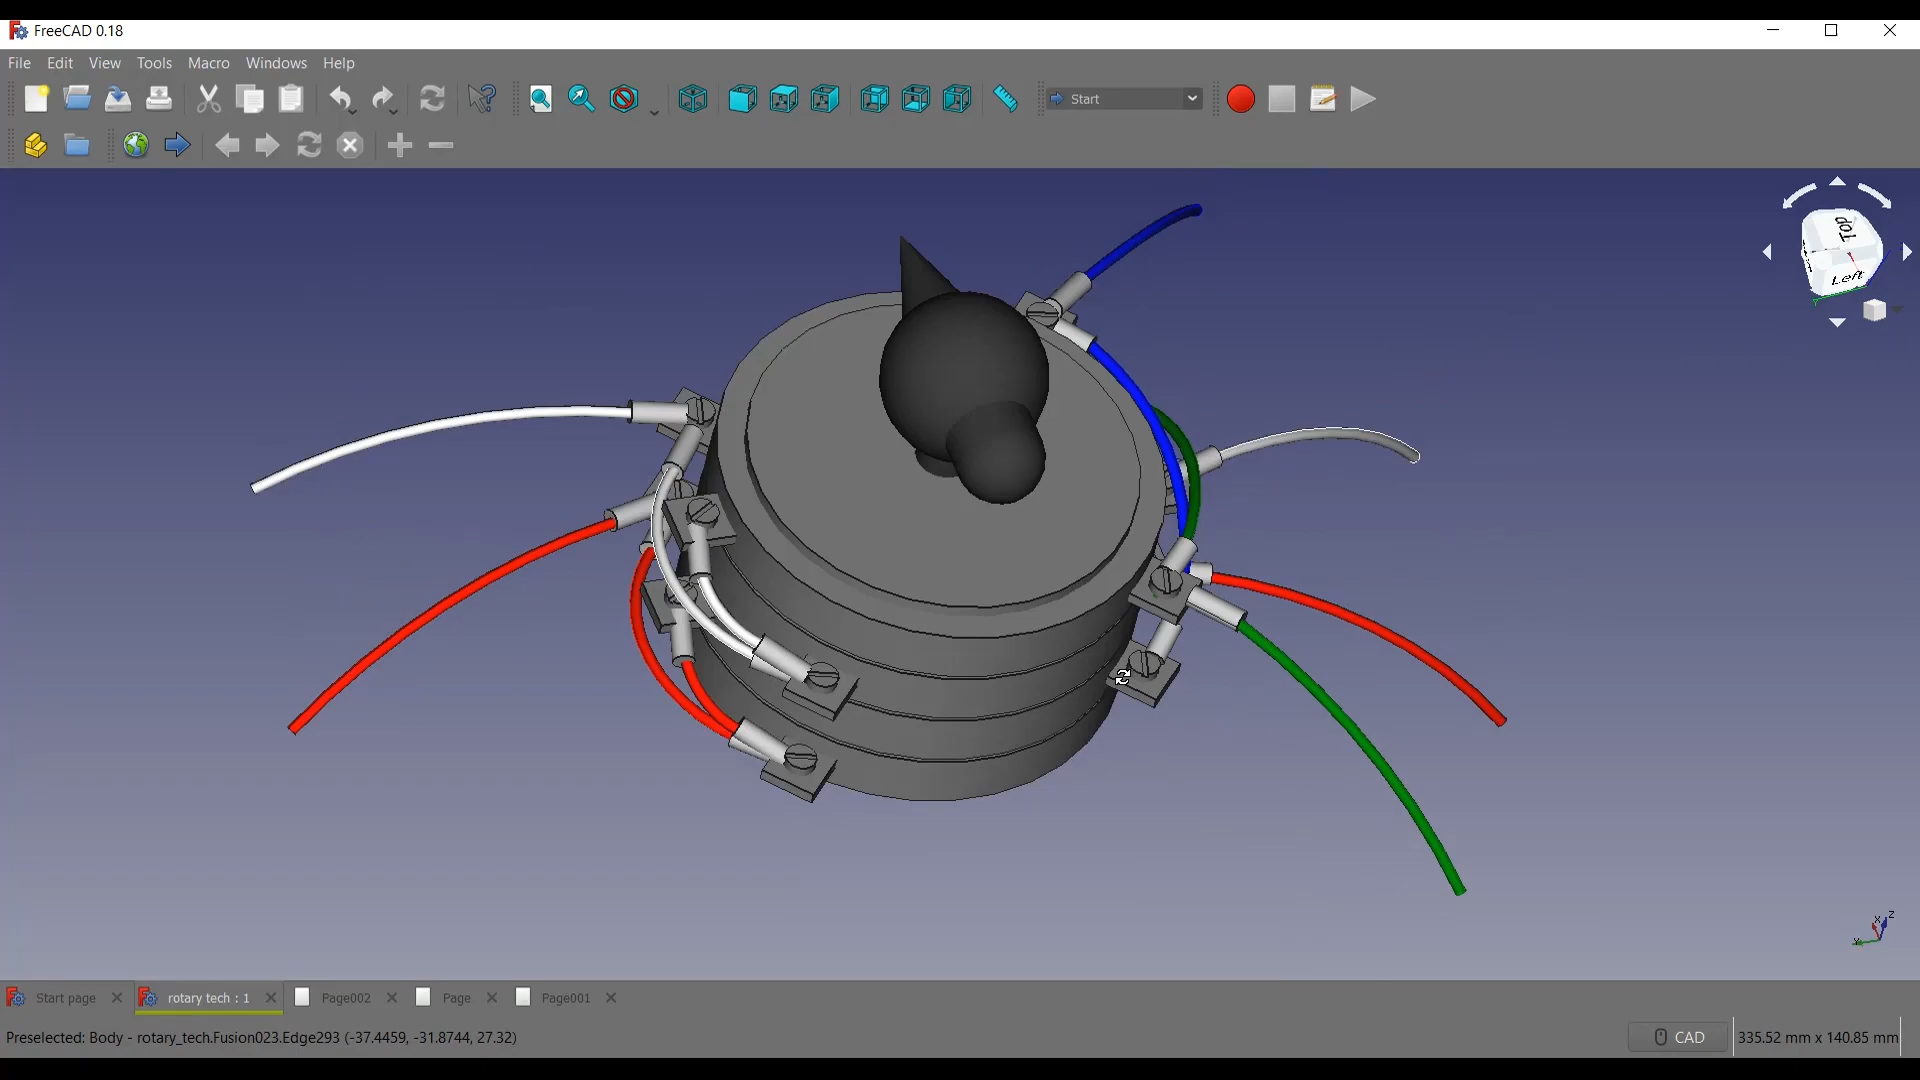 FreeCAD 0.18
File Edit View Tools Macro Windows Help
Start
Top
Left
Z
X
Y
Start page rotary tech : 1 Page002 Page Page001
Preselected: Body - rotary_tech.Fusion023.Edge293 (-37.4459, -31.8744, 27.32)
CAD 335.52 mm x 140.85 mm